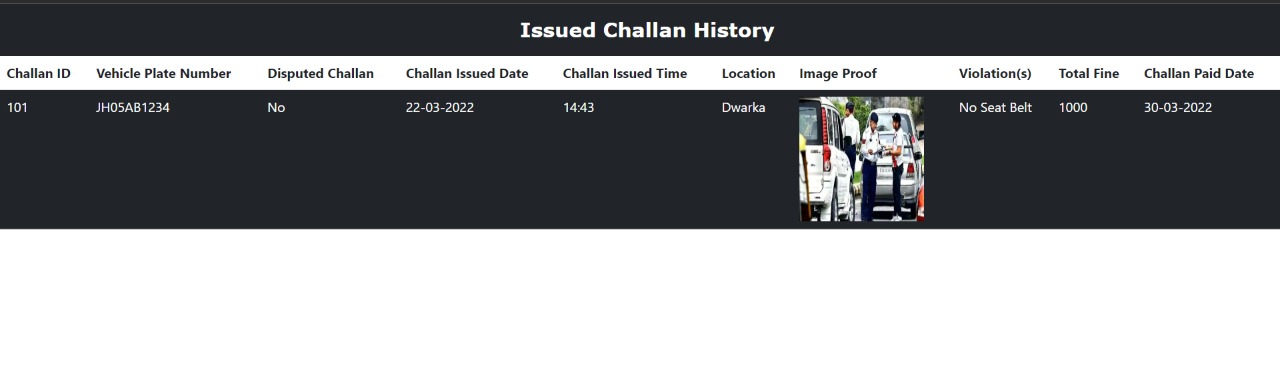 Issued Challan History
Challan ID Vehicle Plate Number Disputed Challan Challan Issued Date Challan Issued Time Location Image Proof Violation(s) Total Fine Challan Paid Date
101 JH05AB1234 No 22-03-2022 14:43 Dwarka No Seat Belt 1000 30-03-2022